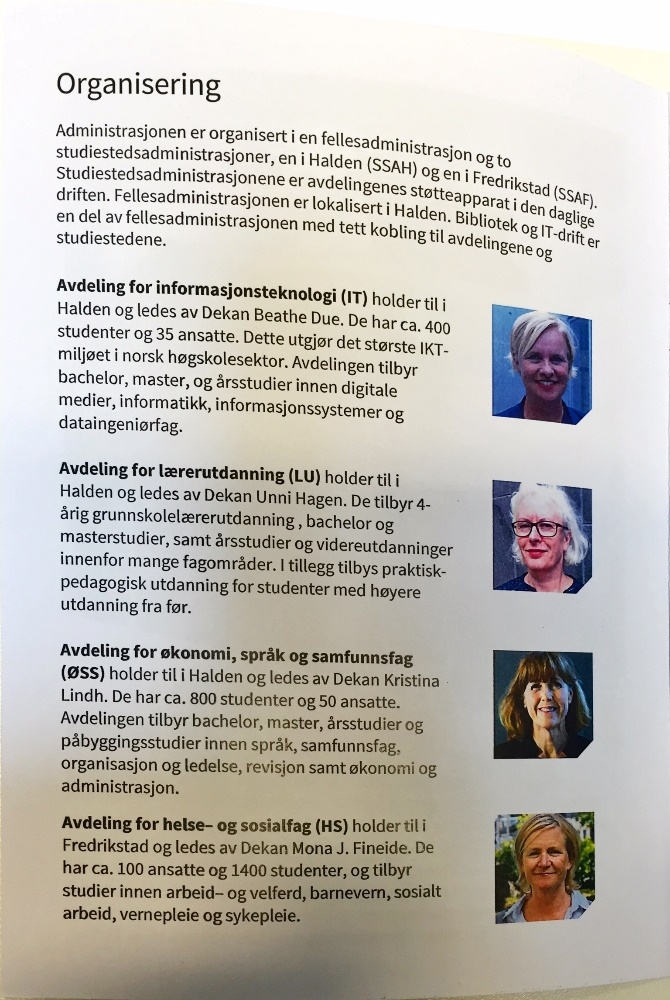 Organisering
Administrasjonen er organisert i en fellesadministrasjon og to
studiestedsadministrasjoner, en i Halden (SSAH) og en i Fredrikstad (SSAF).
Studiestedsadministrasjonene er avdelingenes støtteapparat i den daglige
driften. Fellesadministrasjonen er lokalisert i Halden. Bibliotek og IT-drift er
en del av fellesadministrasjonen med tett kobling til avdelingene og
studiestedene.
Avdeling for informasjonsteknologi (IT) holder til i
Halden og ledes av Dekan Beathe Due. De har ca. 400
studenter og 35 ansatte. Dette utgjør det største IKT-
miljøet i norsk høgskolesektor. Avdelingen tilbyr
bachelor, master, og årsstudier innen digitale
medier, informatikk, informasjonssystemer og
dataingeniørfag.
Avdeling for lærerutdanning (LU) holder til i
Halden og ledes av Dekan Unni Hagen. De tilbyr 4-
årig grunnskolelærerutdanning , bachelor og
masterstudier, samt årsstudier og videreutdanninger
innenfor mange fagområder. I tillegg tilbys praktisk-
pedagogisk utdanning for studenter med høyere
utdanning fra før.
Avdeling for økonomi, språk og samfunnsfag
(ØSS) holder til i Halden og ledes av Dekan Kristina
Lindh. De har ca. 800 studenter og 50 ansatte.
Avdelingen tilbyr bachelor, master, årsstudier og
påbyggingsstudier innen språk, samfunnsfag,
organisasjon og ledelse, revisjon samt økonomi og
administrasjon.
Avdeling for helse– og sosialfag (HS) holder til i
Fredrikstad og ledes av Dekan Mona J. Fineide. De
har ca. 100 ansatte og 1400 studenter, og tilbyr
studier innen arbeid– og velferd, barnevern, sosialt
arbeid, vernepleie og sykepleie.